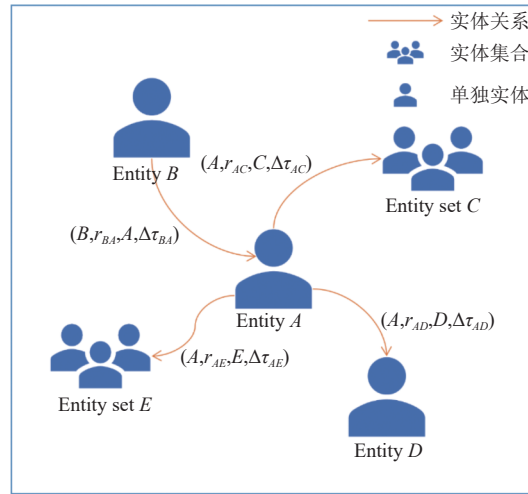 实体关系
实体集合
单独实体
Entity B
(A,r_AC,C,Δτ_AC)
Entity set C
(B,r_BA,A,Δτ_BA)
Entity A
(A,r_AD,D,Δτ_AD)
(A,r_AE,E,Δτ_AE)
Entity set E
Entity D